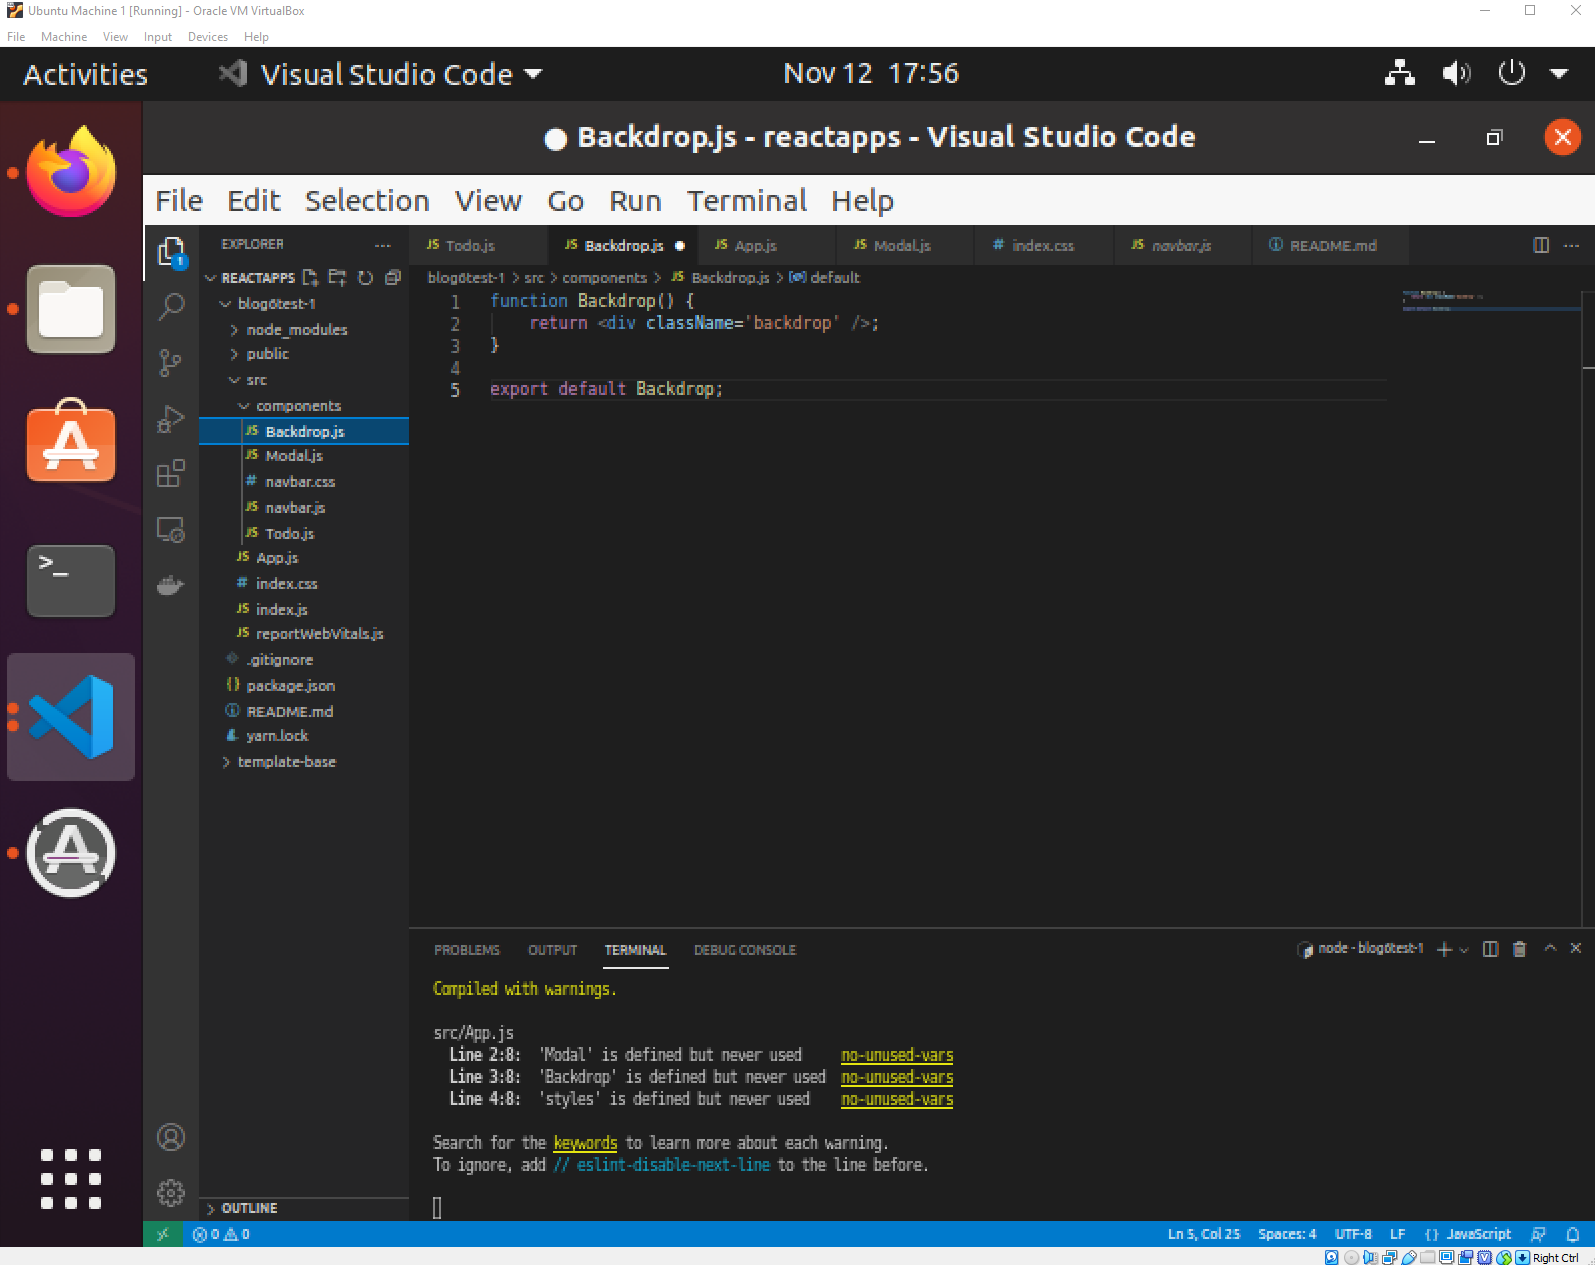 Ubuntu Machine 1 [Running] - Oracle VM VirtualBox
File Machine View Input Devices Help
Activities Visual Studio Code Nov 12 17:56
Backdrop.js - reactapps - Visual Studio Code
File Edit Selection View Go Run Terminal Help
EXPLORER
REACTAPPS
blog6test-1
node_modules
public
src
components
Backdrop.js
Modal.js
navbar.css
navbar.js
Todo.js
App.js
index.css
index.js
reportWebVitals.js
.gitignore
package.json
README.md
yarn.lock
template-base
OUTLINE
JS Todo.js JS Backdrop.js JS App.js JS Modal.js # index.css JS navbar.js README.md
blog6test-1 > src > components > JS Backdrop.js > default
1 function Backdrop() {
2 return <div className='backdrop' />;
3 }
4
5 export default Backdrop;
PROBLEMS OUTPUT TERMINAL DEBUG CONSOLE node - blog6test-1
Compiled with warnings.
src/App.js
Line 2:8: 'Modal' is defined but never used no-unused-vars
Line 3:8: 'Backdrop' is defined but never used no-unused-vars
Line 4:8: 'styles' is defined but never used no-unused-vars
Search for the keywords to learn more about each warning.
To ignore, add // eslint-disable-next-line to the line before.
0 0 Ln 5, Col 25 Spaces: 4 UTF-8 LF {} JavaScript
Right Ctrl